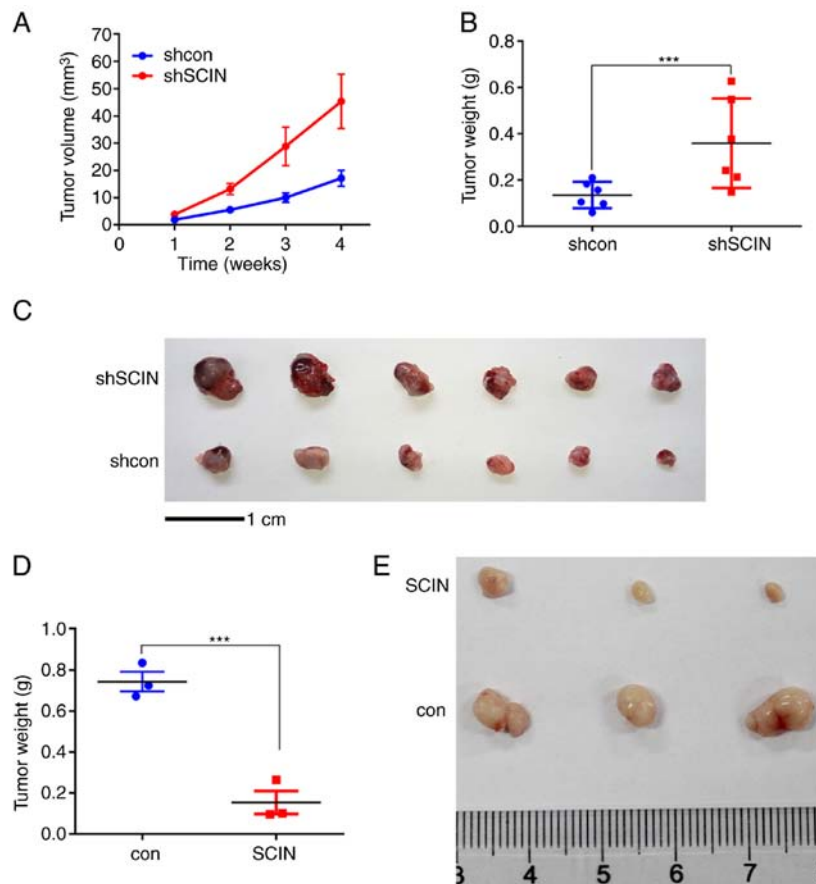 A
shcon
shSCIN
Tumor volume (mm³)
70
60
50
40
30
20
10
0
0 1 2 3 4
Time (weeks)
B
***
Tumor weight (g)
0.8
0.6
0.4
0.2
0.0
shcon shSCIN
C
shSCIN
shcon
1 cm
D
***
Tumor weight (g)
1.0
0.8
0.6
0.4
0.2
0.0
con SCIN
E
SCIN
con
3 4 5 6 7